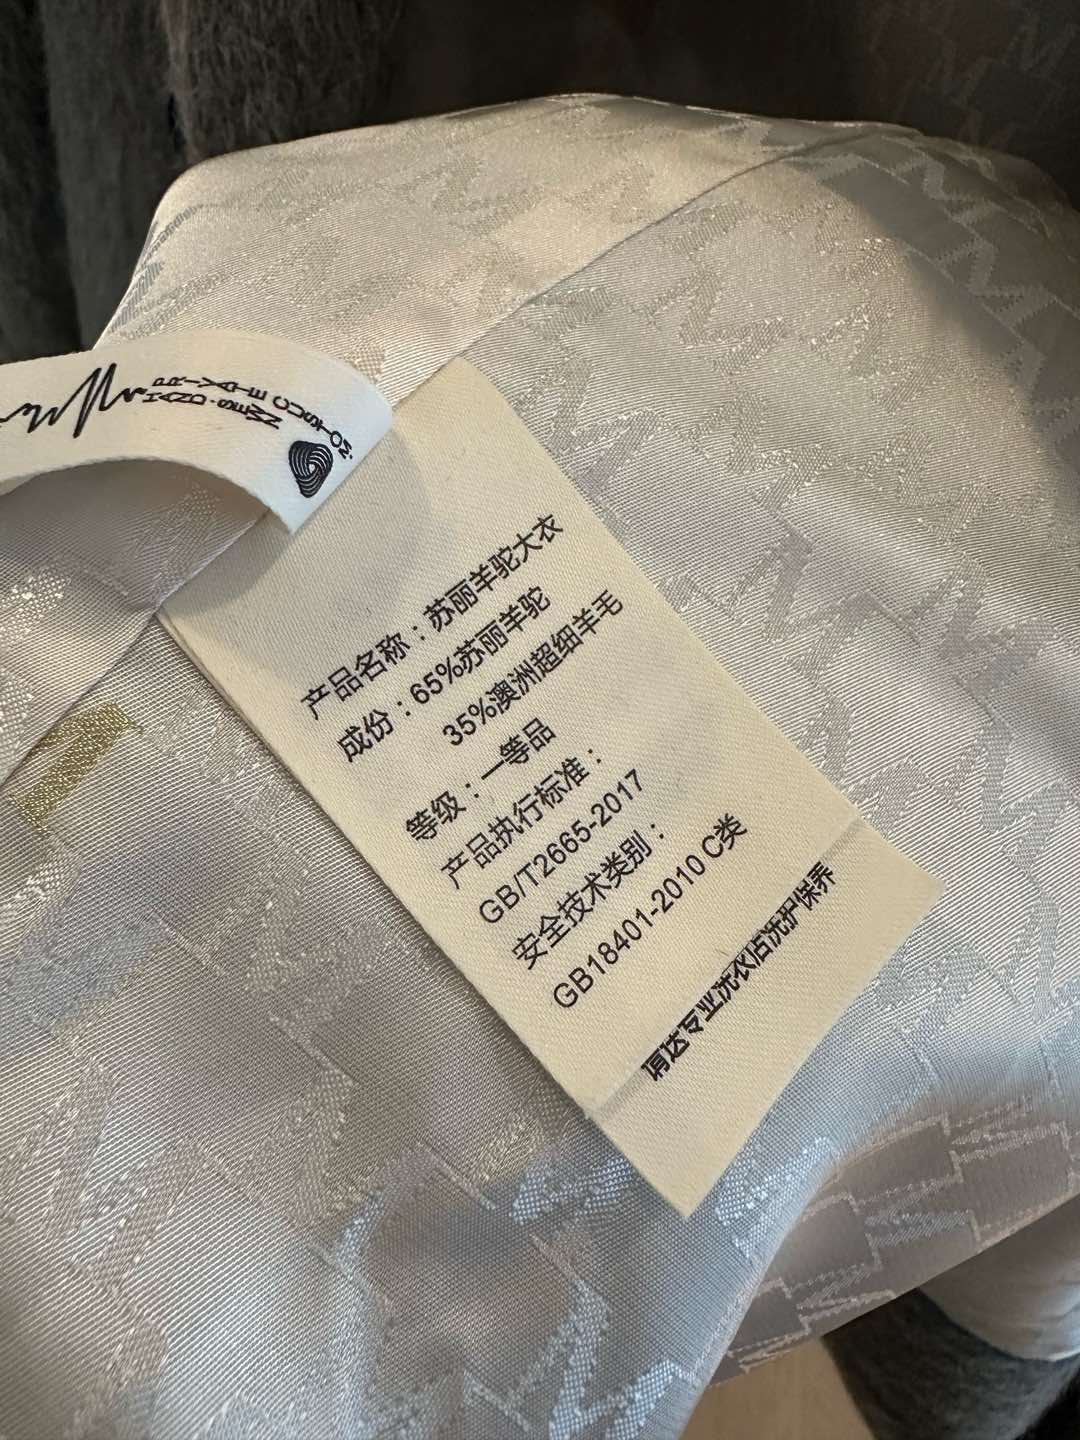 PRIVATE CUSTOM.
HAND.
产品名称：苏丽羊驼大衣
成份：65%苏丽羊驼
35%澳洲超细羊毛
等级：一等品
产品执行标准：
GB/T2665-2017
安全技术类别：
GB18401-2010 C类
请送专业洗衣店洗护保养